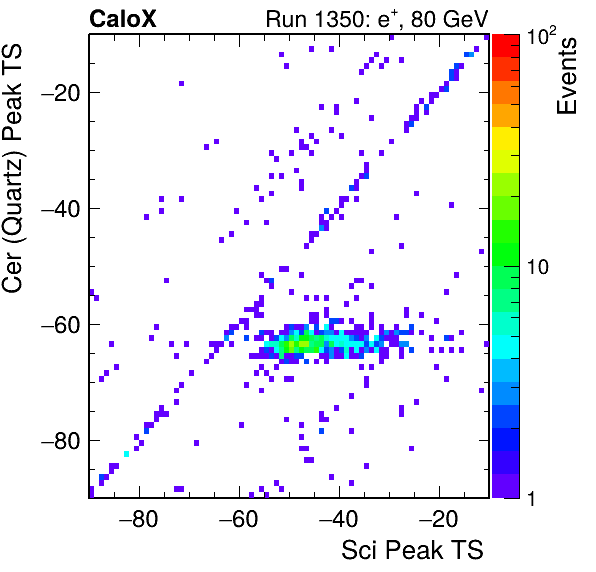 CaloX Run 1350: e⁺, 80 GeV
10²
10
1
Events
Cer (Quartz) Peak TS
−20
−40
−60
−80
−80 −60 −40 −20
Sci Peak TS